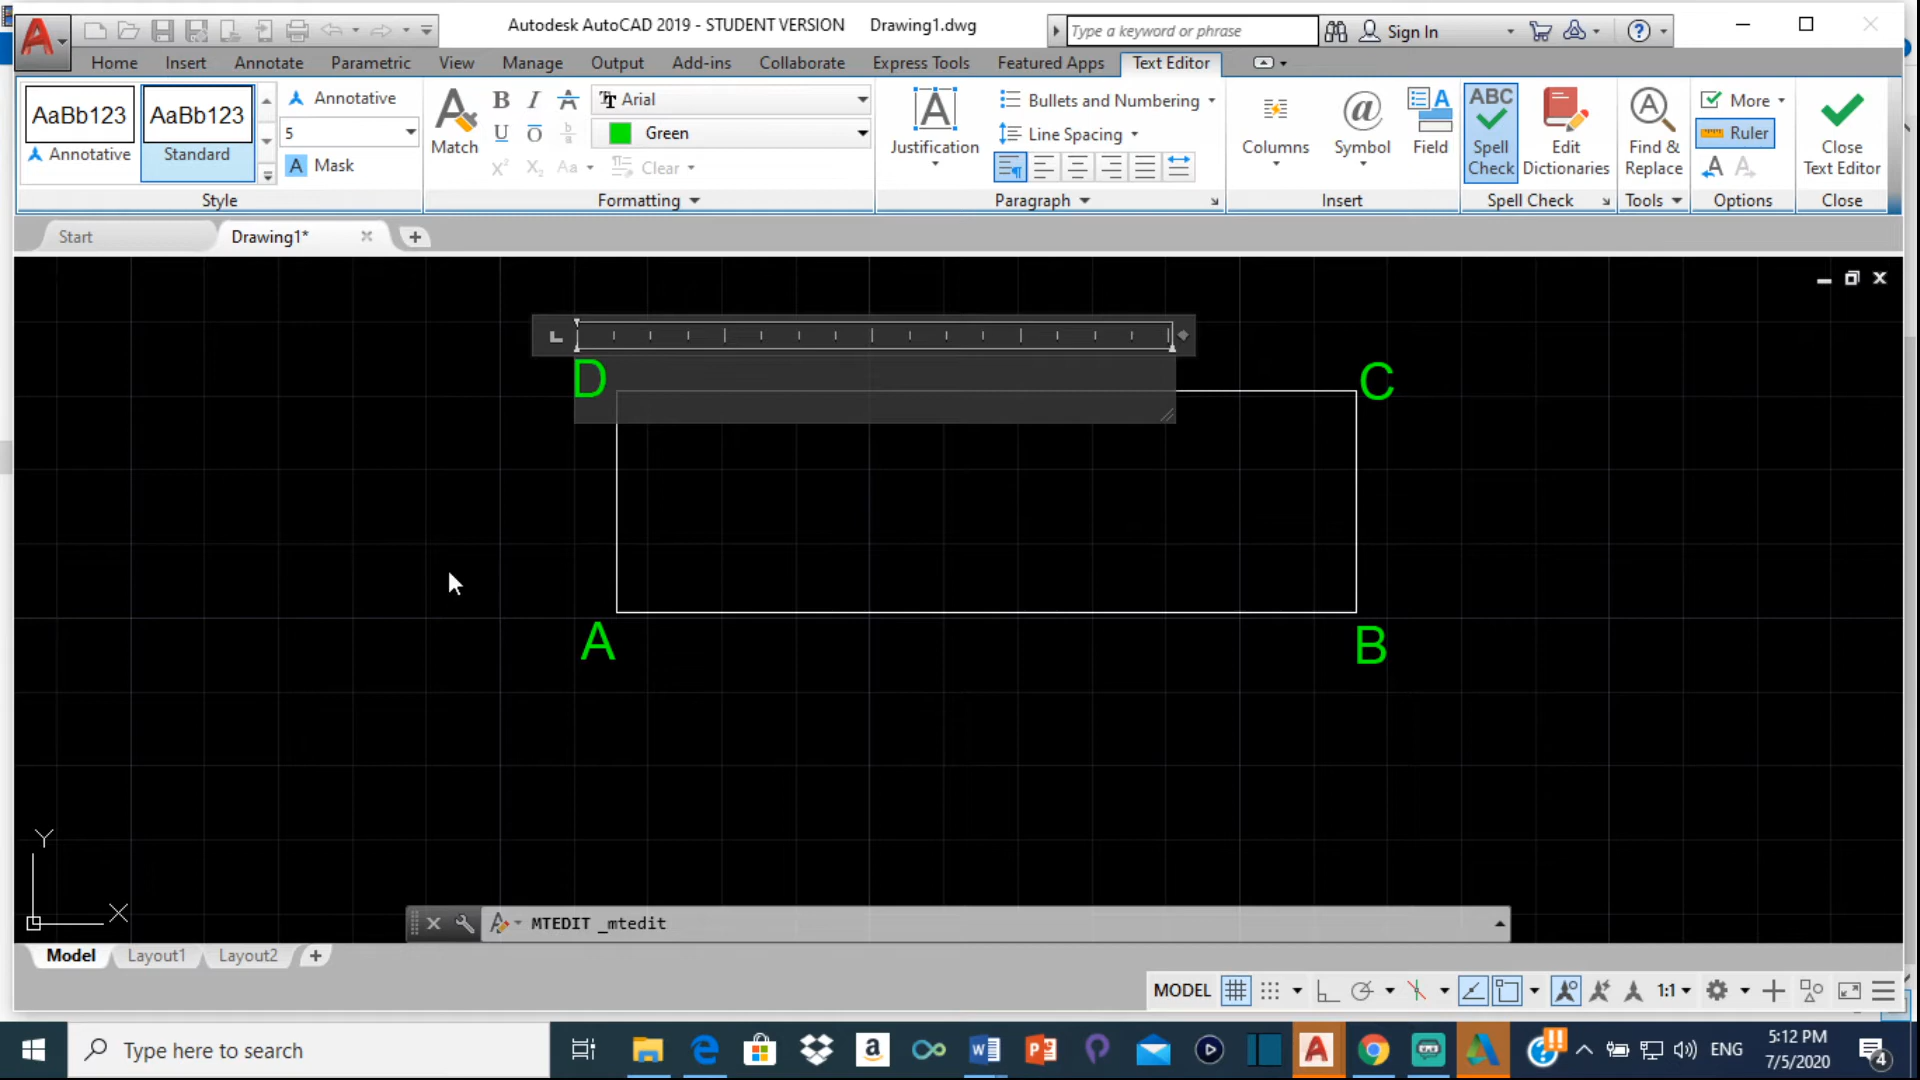 Autodesk AutoCAD 2019 - STUDENT VERSION Drawing1.dwg
Type a keyword or phrase
Sign In
Home Insert Annotate Parametric View Manage Output Add-ins Collaborate Express Tools Featured Apps Text Editor
AaBb123 Annotative
AaBb123 Standard
Annotative
5
Mask
Style
Match
Arial
Green
Clear
Formatting
Justification
Bullets and Numbering
Line Spacing
Paragraph
Columns
Symbol
Field
Insert
ABC
Spell
Check
Edit
Dictionaries
Spell Check
Find &
Replace
Tools
More
Ruler
Options
Close
Text Editor
Close
Start
Drawing1*
D
C
A
B
Y
X
MTEDIT _mtedit
Model
Layout1
Layout2
MODEL
1:1
Type here to search
ENG
5:12 PM
7/5/2020
4